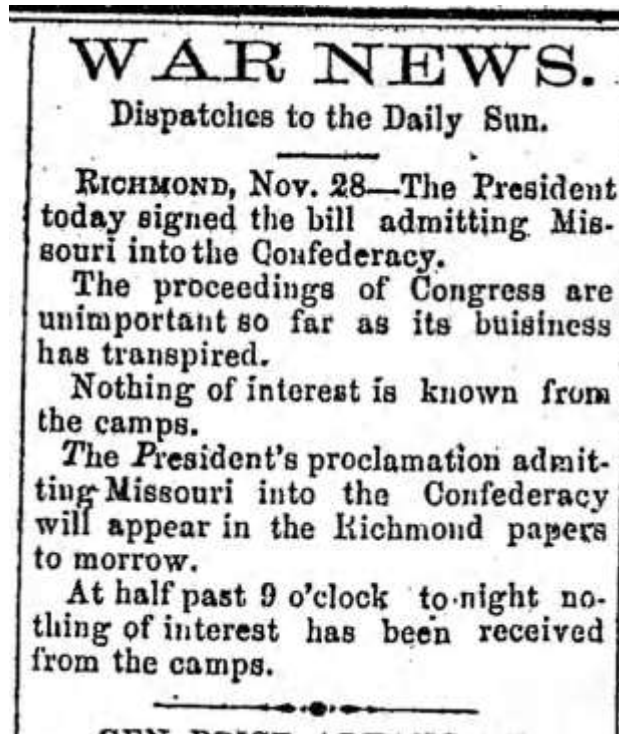 WAR NEWS.
Dispatches to the Daily Sun.
RICHMOND, Nov. 28—The President
today signed the bill admitting Mis-
souri into the Confederacy.
The proceedings of Congress are
unimportant so far as its buisiness
has transpired.
Nothing of interest is known from
the camps.
The President's proclamation admit-
ting Missouri into the Confederacy
will appear in the Richmond papers
to morrow.
At half past 9 o'clock to-night no-
thing of interest has been received
from the camps.